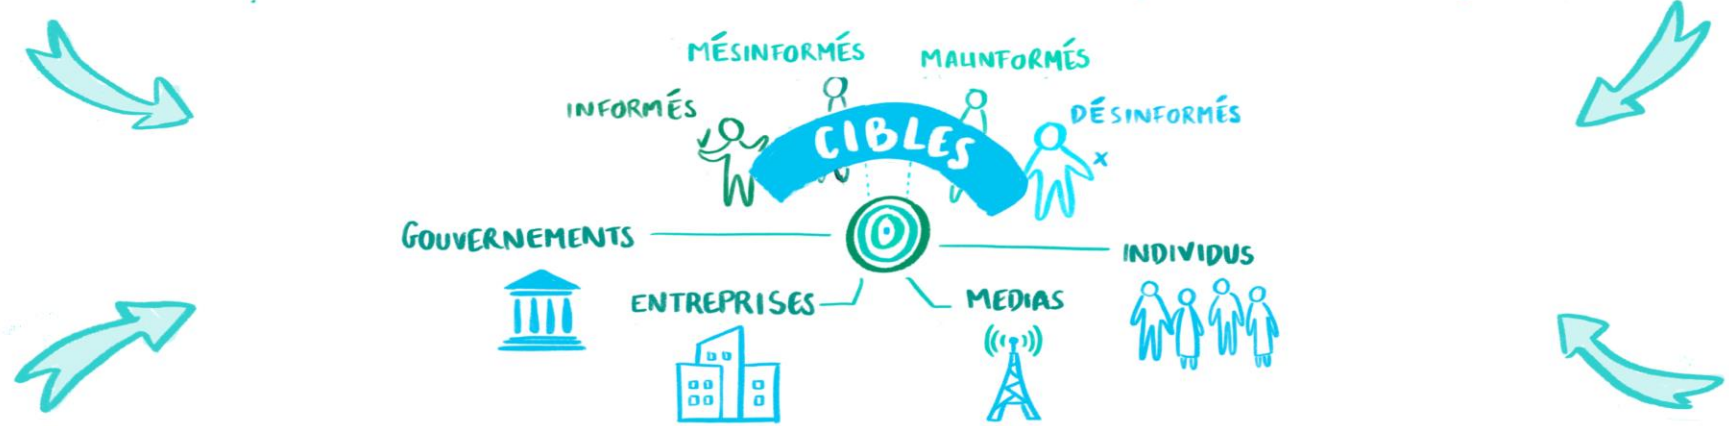 MÉSINFORMÉS
MALINFORMÉS
INFORMÉS
DÉSINFORMÉS
CIBLES
GOUVERNEMENTS
INDIVIDUS
ENTREPRISES
MEDIAS